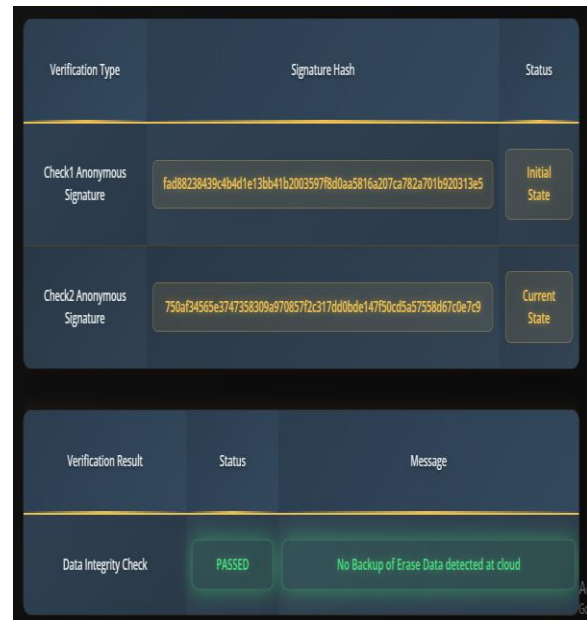 Verification Type Signature Hash Status
Check1 Anonymous
Signature
fad88238439c4b4d1e13bb41b2003597f8d0aa5816a207ca782a701b920313e5
Initial
State
Check2 Anonymous
Signature
750af34565e3747358309a970857f2c317dd0bde147f50cd5a57558d67c0e7c9
Current
State
Verification Result Status Message
Data Integrity Check PASSED No Backup of Erase Data detected at cloud